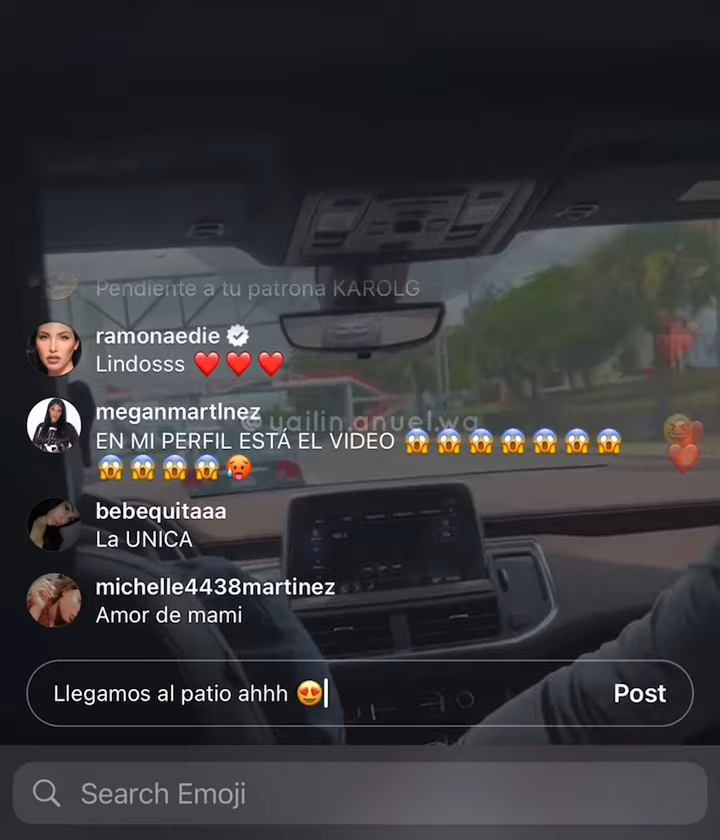 Pendiente a tu patrona KAROLG
ramonaedie
Lindosss ❤️ ❤️ ❤️
meganmartlnez
@yailin.anuel.wa
EN MI PERFIL ESTÁ EL VIDEO 😱 😱 😱 😱 😱 😱 😱
😱 😱 😱 😱 🥵
bebequitaaa
La UNICA
michelle4438martinez
Amor de mami
Llegamos al patio ahhh 😍
Post
Search Emoji